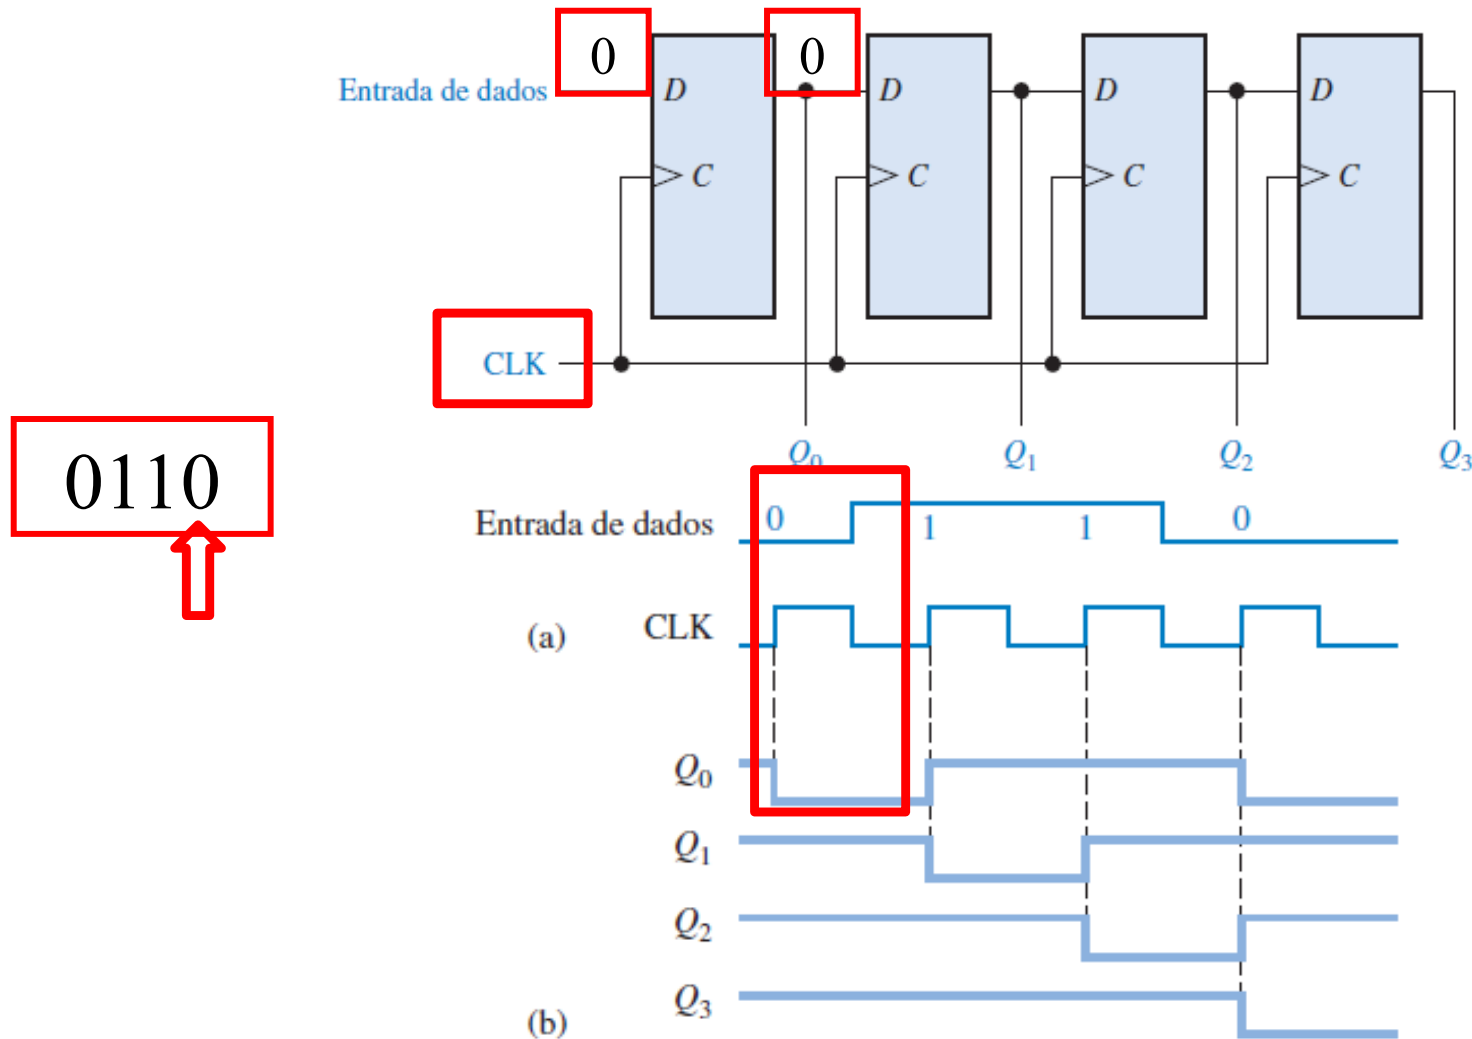 0 0
Entrada de dados D D D D
C C C C
CLK
Q0 Q1 Q2 Q3
0110
Entrada de dados 0 1 1 0
(a) CLK
Q0
Q1
Q2
Q3
(b)